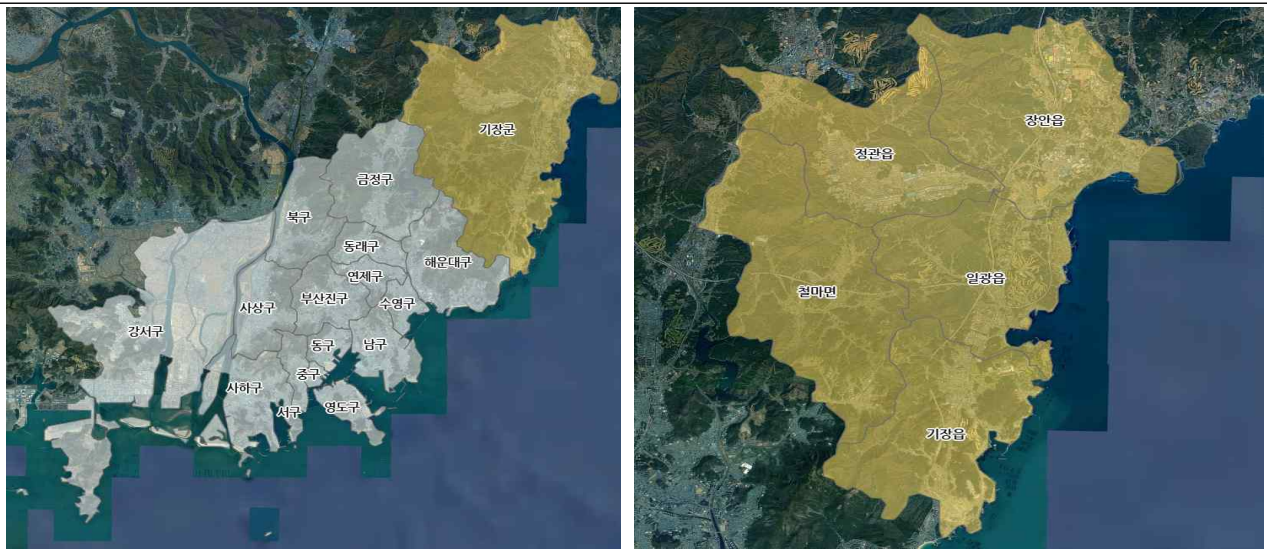 기장군
금정구
북구
동래구
해운대구
연제구
부산진구
수영구
사상구
강서구
동구
남구
중구
사하구
서구
영도구
장안읍
정관읍
일광읍
철마면
기장읍